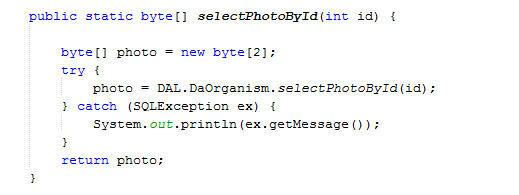 public static byte[] selectPhotoById(int id) {
byte[] photo = new byte[2];
try {
photo = DAL.DaOrganism.selectPhotoById(id);
} catch (SQLException ex) {
System.out.println(ex.getMessage());
}
return photo;
}